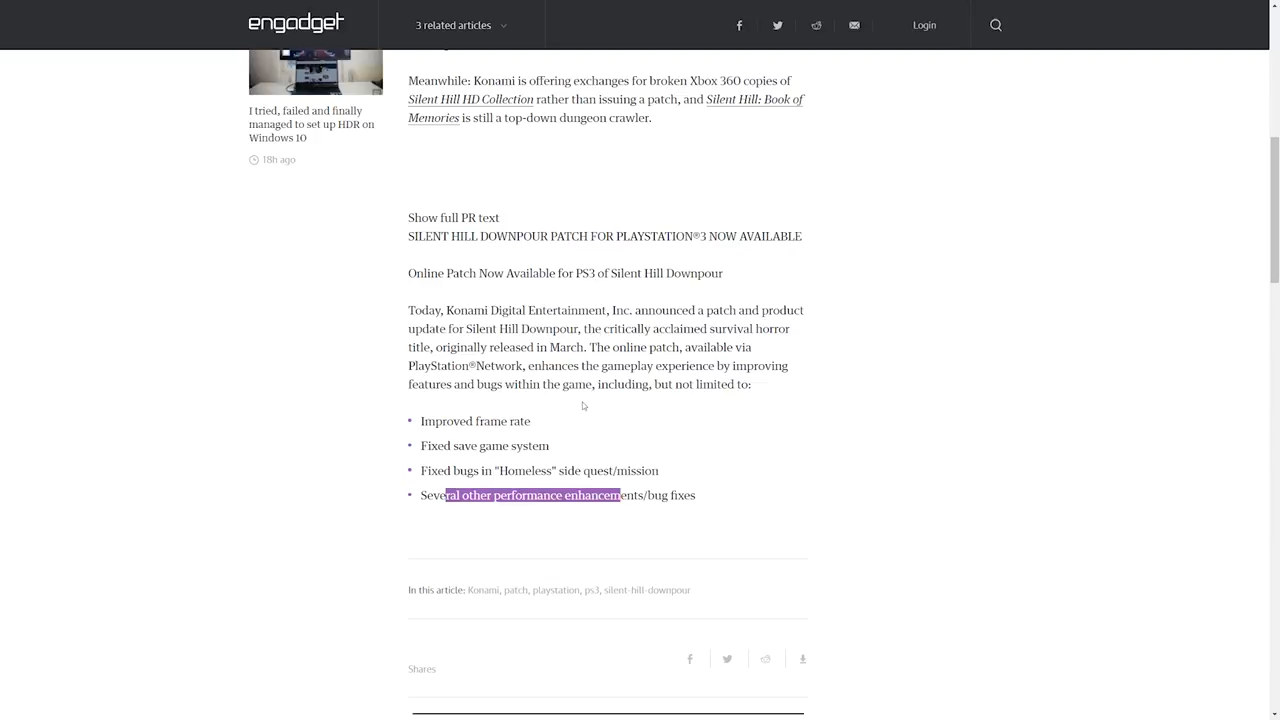 engadget
3 related articles
Login
I tried, failed and finally
managed to set up HDR on
Windows 10
18h ago
Meanwhile: Konami is offering exchanges for broken Xbox 360 copies of
Silent Hill HD Collection rather than issuing a patch, and Silent Hill: Book of
Memories is still a top-down dungeon crawler.
Show full PR text
SILENT HILL DOWNPOUR PATCH FOR PLAYSTATION®3 NOW AVAILABLE
Online Patch Now Available for PS3 of Silent Hill Downpour
Today, Konami Digital Entertainment, Inc. announced a patch and product
update for Silent Hill Downpour, the critically acclaimed survival horror
title, originally released in March. The online patch, available via
PlayStation®Network, enhances the gameplay experience by improving
features and bugs within the game, including, but not limited to:
• Improved frame rate
• Fixed save game system
• Fixed bugs in "Homeless" side quest/mission
• Several other performance enhancements/bug fixes
In this article: Konami, patch, playstation, ps3, silent-hill-downpour
Shares